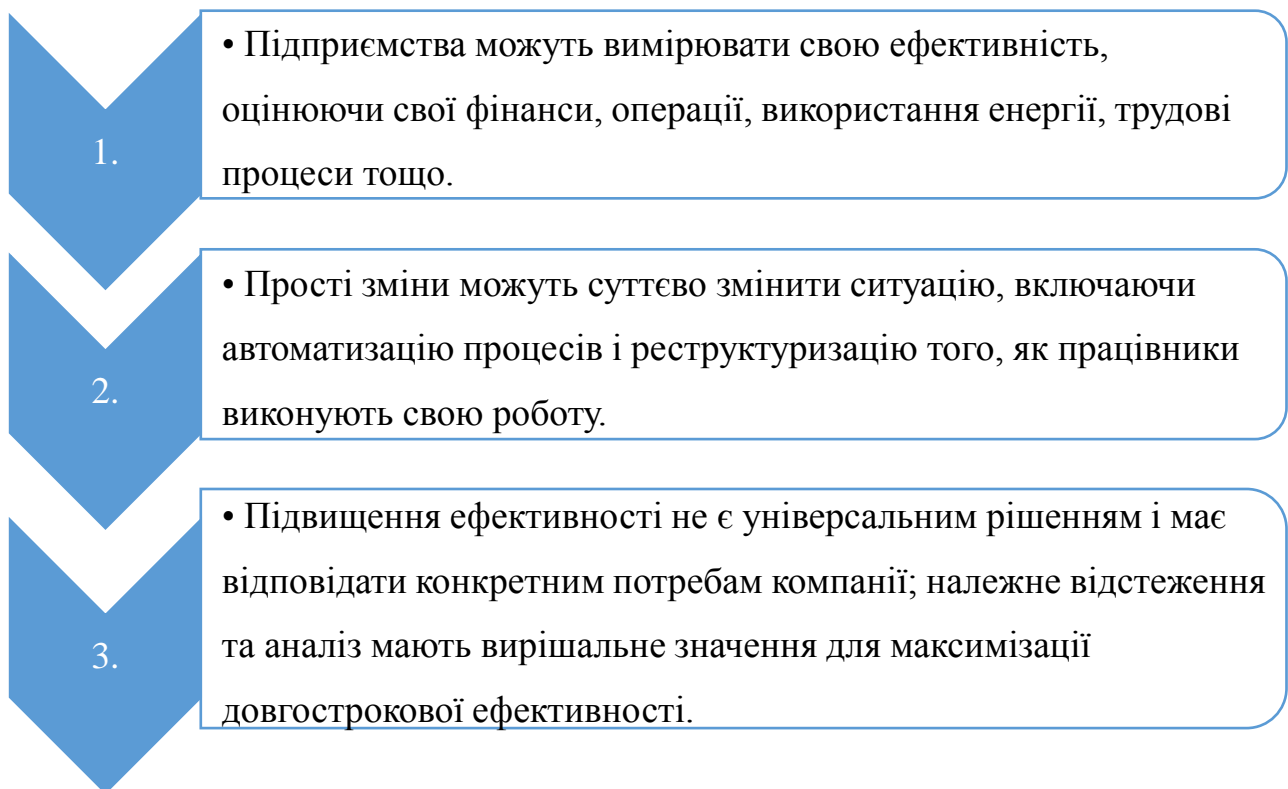 1.
• Підприємства можуть вимірювати свою ефективність,
оцінюючи свої фінанси, операції, використання енергії, трудові
процеси тощо.
2.
• Прості зміни можуть суттєво змінити ситуацію, включаючи
автоматизацію процесів і реструктуризацію того, як працівники
виконують свою роботу.
3.
• Підвищення ефективності не є універсальним рішенням і має
відповідати конкретним потребам компанії; належне відстеження
та аналіз мають вирішальне значення для максимізації
довгострокової ефективності.